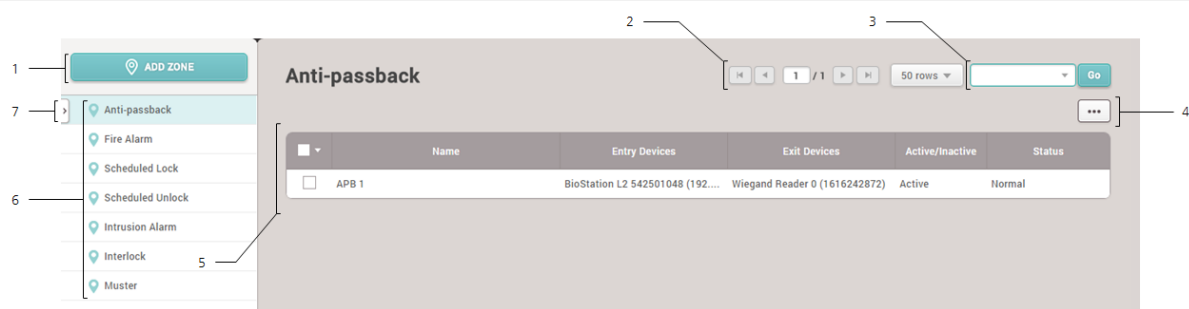 2
3
1
ADD ZONE
Anti-passback
1 / 1
50 rows
Go
7
Anti-passback
4
Fire Alarm
Name
Entry Devices
Exit Devices
Active/Inactive
Status
Scheduled Lock
APB 1
BioStation L2 542501048 (192....
Wiegand Reader 0 (1616242872)
Active
Normal
6
Scheduled Unlock
Intrusion Alarm
Interlock
5
Muster